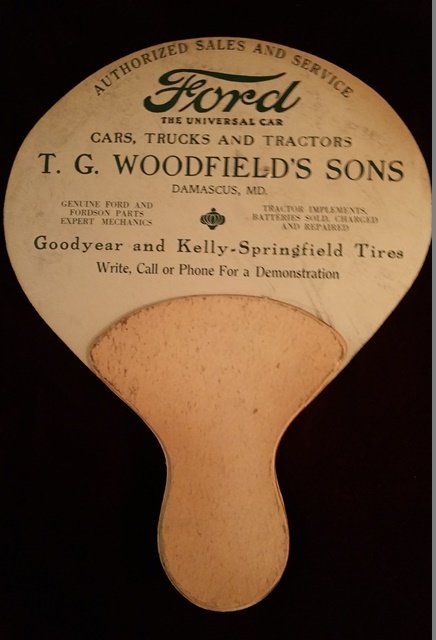 AUTHORIZED SALES AND SERVICE
Ford
THE UNIVERSAL CAR
CARS, TRUCKS AND TRACTORS
T. G. WOODFIELD'S SONS
DAMASCUS, MD.
GENUINE FORD AND
FORDSON PARTS
EXPERT MECHANICS
TRACTOR IMPLEMENTS,
BATTERIES SOLD, CHARGED
AND REPAIRED
Goodyear and Kelly-Springfield Tires
Write, Call or Phone For a Demonstration